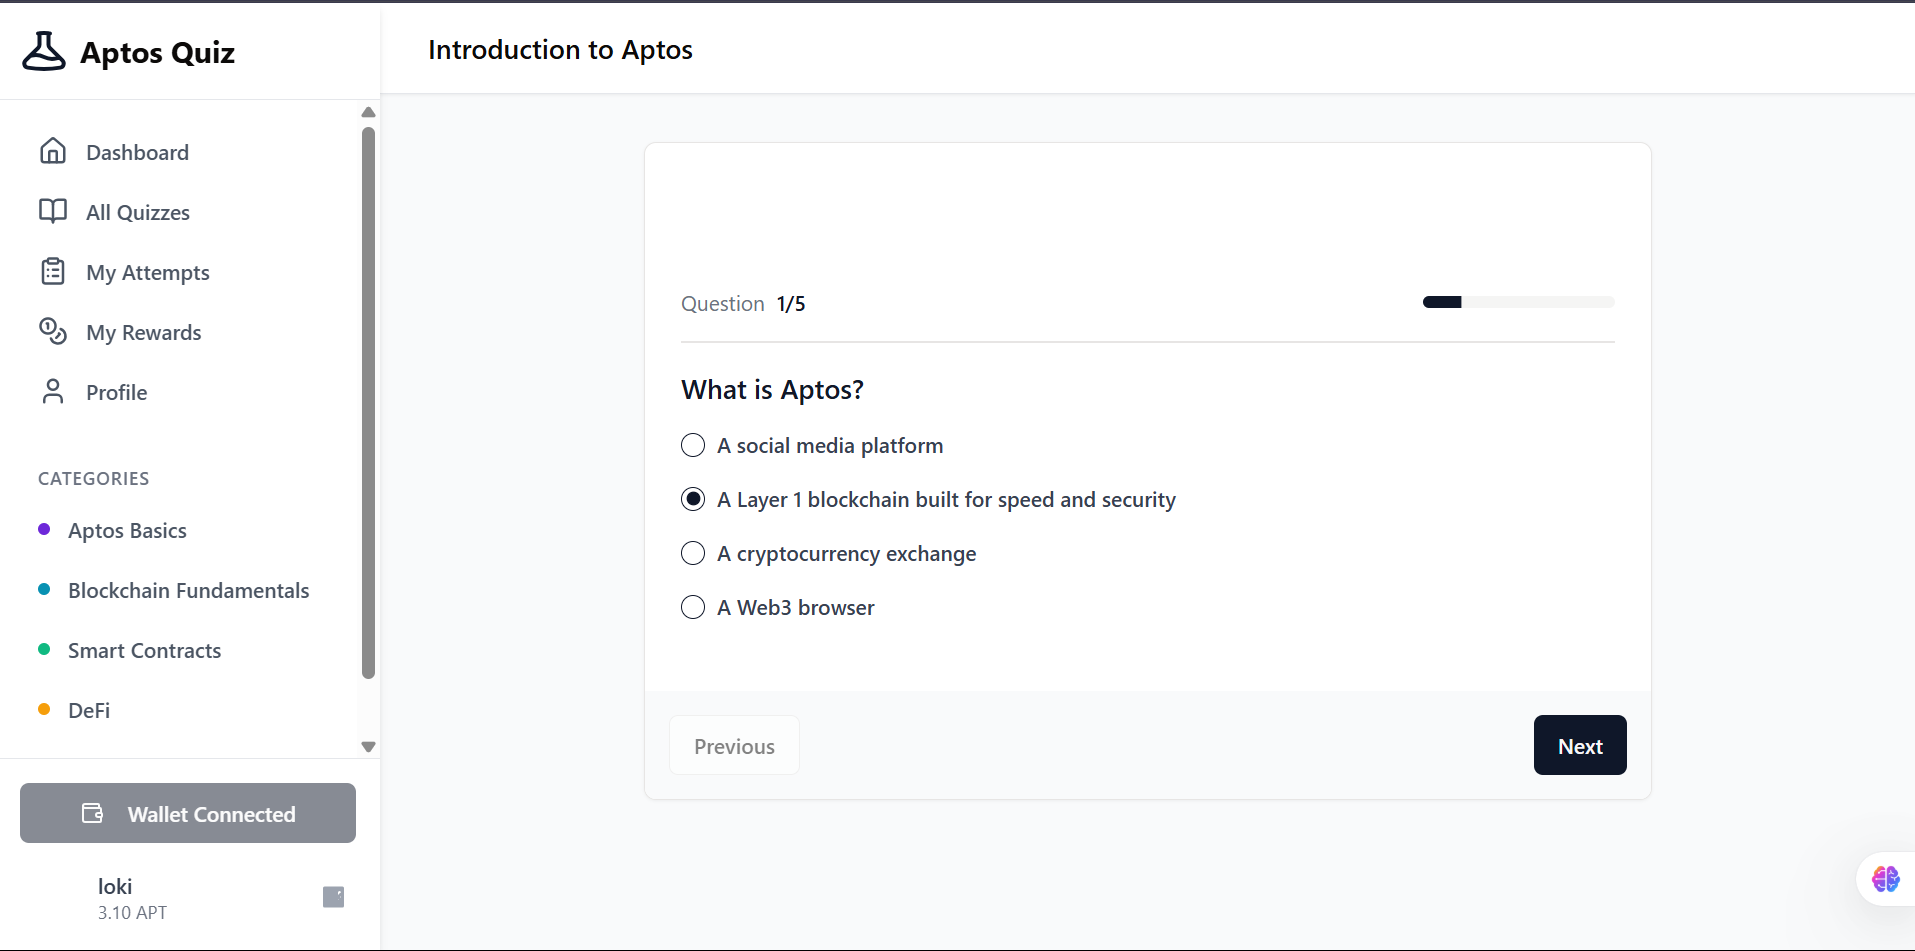 Aptos Quiz
Dashboard
All Quizzes
My Attempts
My Rewards
Profile
CATEGORIES
Aptos Basics
Blockchain Fundamentals
Smart Contracts
DeFi
Wallet Connected
loki
3.10 APT
Introduction to Aptos
Question 1/5
What is Aptos?
A social media platform
A Layer 1 blockchain built for speed and security
A cryptocurrency exchange
A Web3 browser
Previous
Next